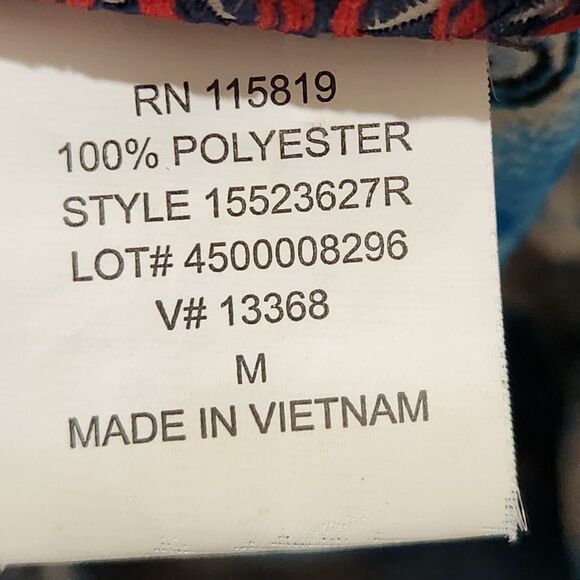 RN 115819
100% POLYESTER
STYLE 15523627R
LOT# 4500008296
V# 13368
M
MADE IN VIETNAM